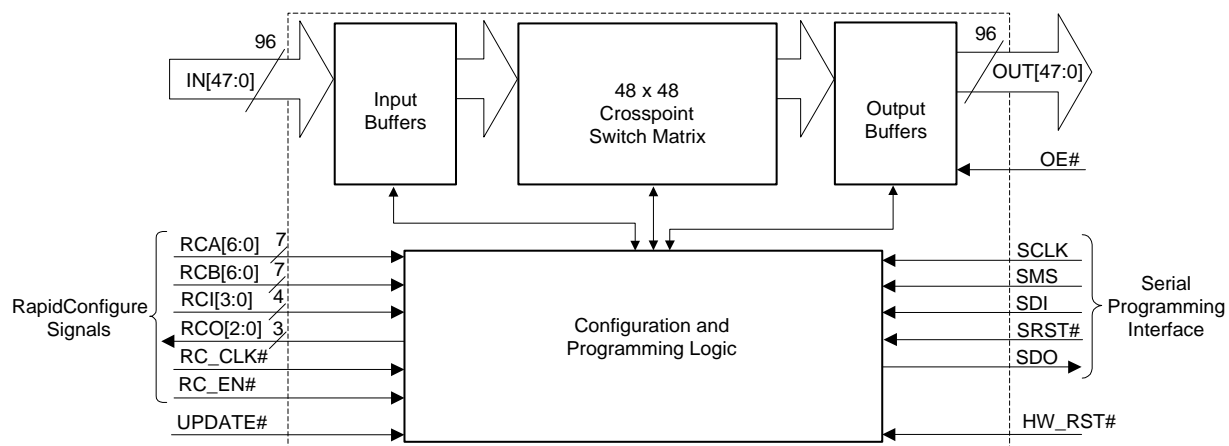 96
IN[47:0]
Input
Buffers
48 x 48
Crosspoint
Switch Matrix
Output
Buffers
96
OUT[47:0]
OE#
RapidConfigure
Signals
RCA[6:0]
7
RCB[6:0]
7
RCI[3:0]
4
RCO[2:0]
3
RC_CLK#
RC_EN#
UPDATE#
Configuration and
Programming Logic
SCLK
SMS
SDI
SRST#
SDO
HW_RST#
Serial
Programming
Interface